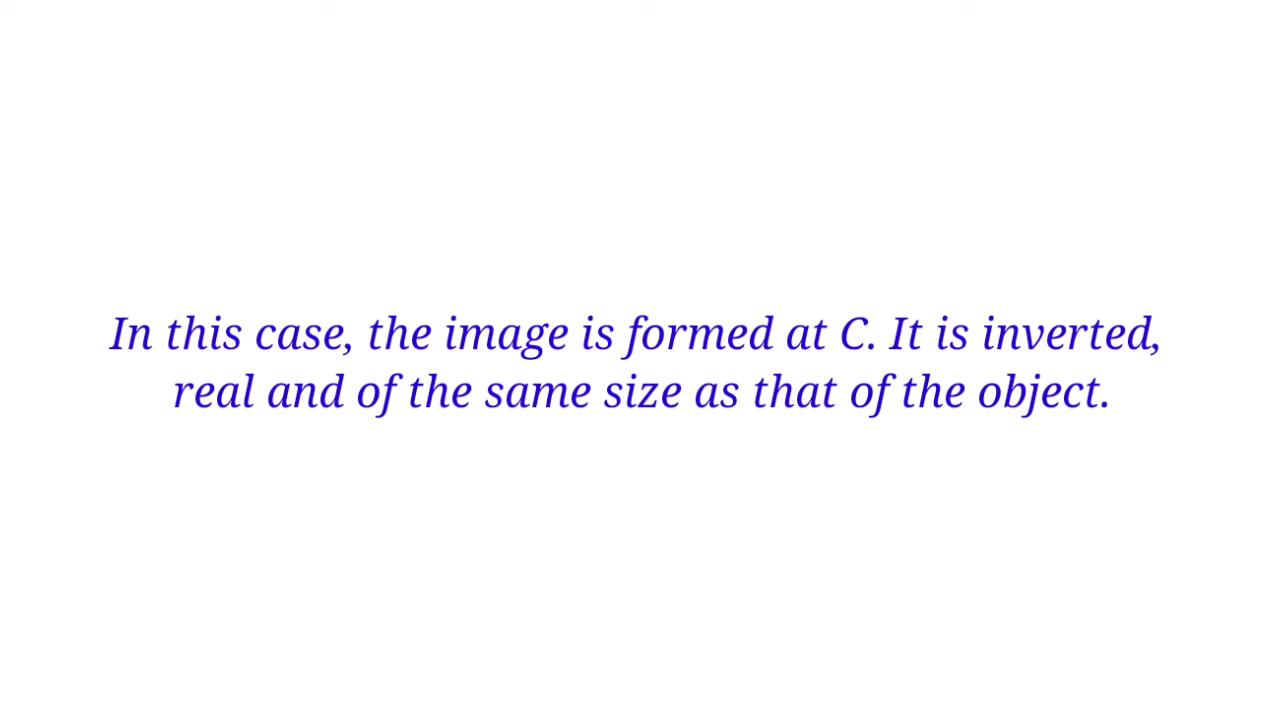 In this case, the image is formed at C. It is inverted,
real and of the same size as that of the object.